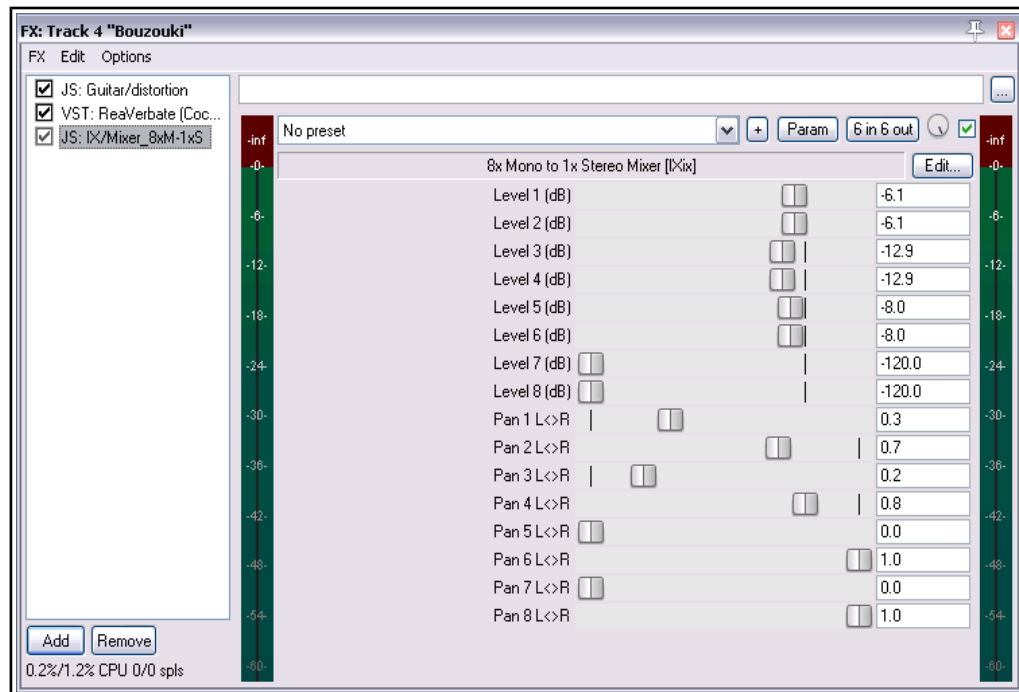 FX: Track 4 "Bouzouki"
FX Edit Options
JS: Guitar/distortion
VST: ReaVerbate (Coc...
JS: IX/Mixer_8xM-1xS
...
No preset
+
Param
6 in 6 out
8x Mono to 1x Stereo Mixer [IXix]
Edit...
Level 1 (dB) -6.1
Level 2 (dB) -6.1
Level 3 (dB) -12.9
Level 4 (dB) -12.9
Level 5 (dB) -8.0
Level 6 (dB) -8.0
Level 7 (dB) -120.0
Level 8 (dB) -120.0
Pan 1 L<>R 0.3
Pan 2 L<>R 0.7
Pan 3 L<>R 0.2
Pan 4 L<>R 0.8
Pan 5 L<>R 0.0
Pan 6 L<>R 1.0
Pan 7 L<>R 0.0
Pan 8 L<>R 1.0
-inf
-0-
-6-
-12-
-18-
-24-
-30-
-36-
-42-
-48-
-54-
-60-
-inf
-0-
-6-
-12-
-18-
-24-
-30-
-36-
-42-
-48-
-54-
-60-
Add Remove
0.2%/1.2% CPU 0/0 spls